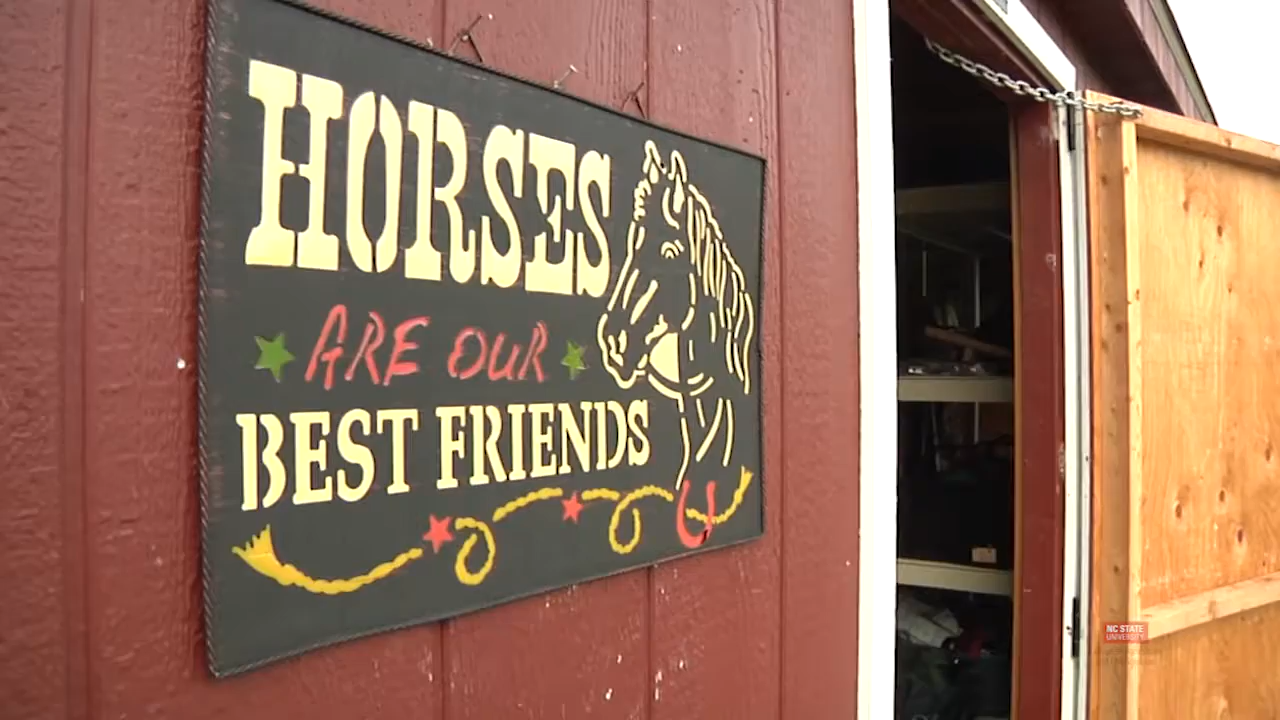 HORSES
ARE OUR
BEST FRIENDS
NC STATE
UNIVERSITY